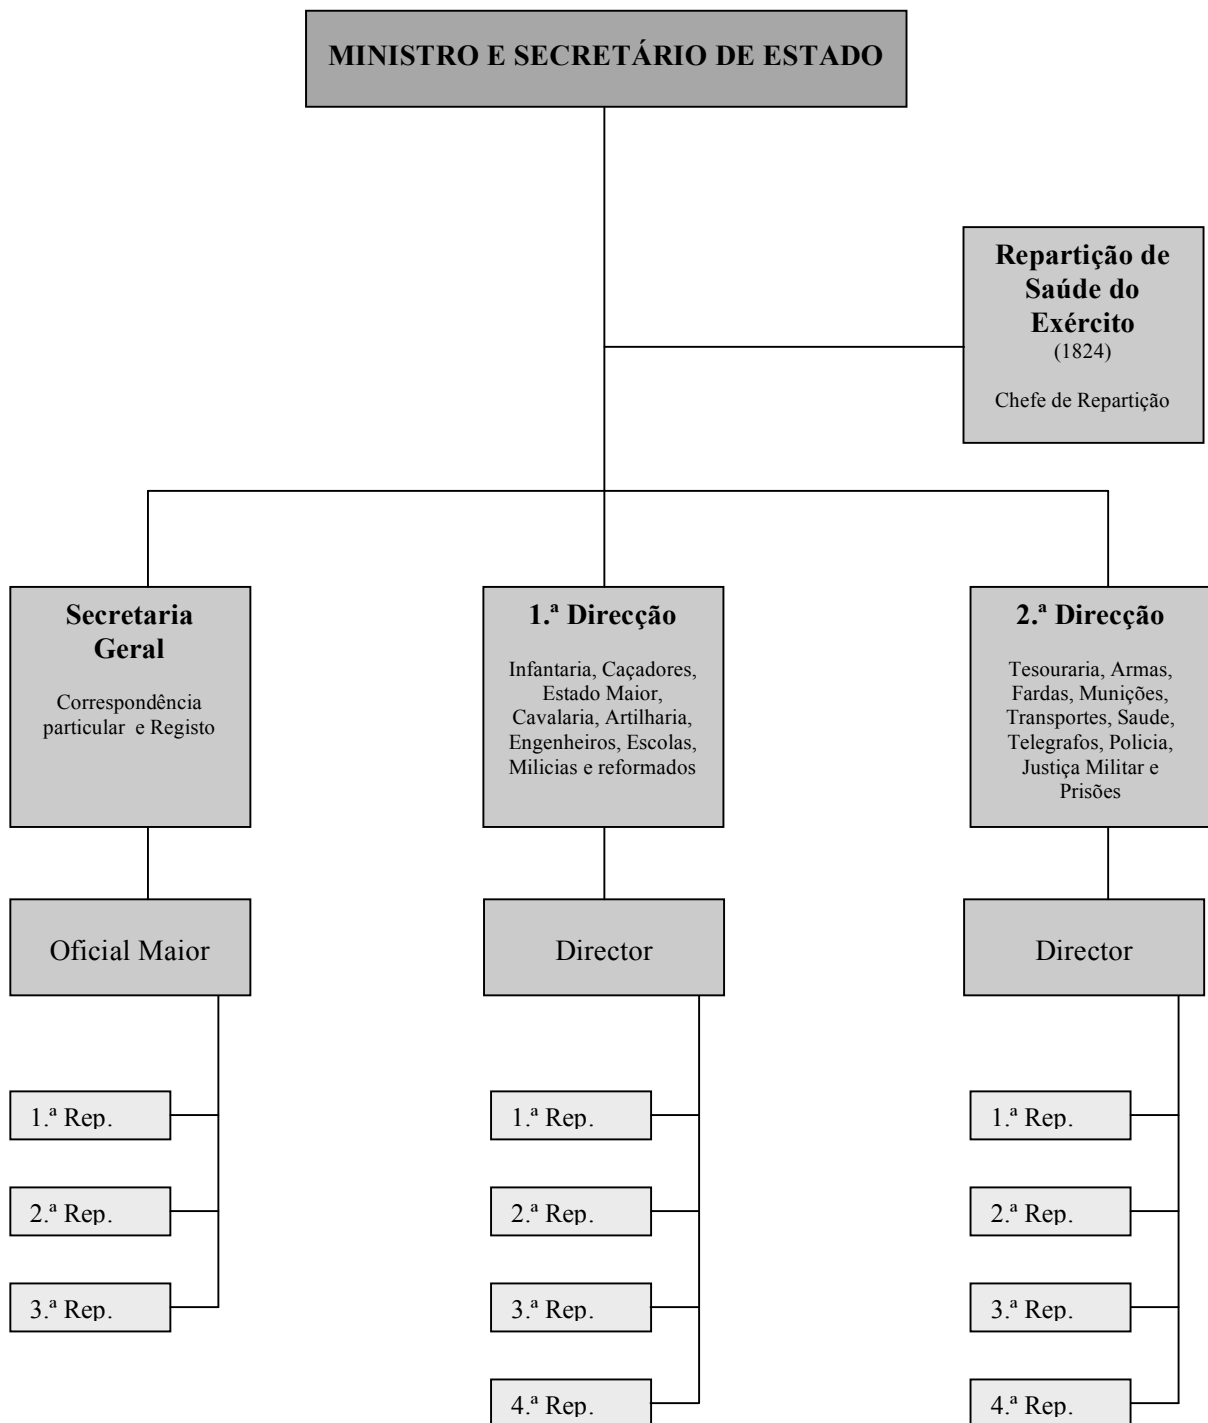 MINISTRO E SECRETÁRIO DE ESTADO
Repartição de
Saúde do
Exército
(1824)
Chefe de Repartição
Secretaria
Geral
Correspondência
particular e Registo
1.ª Direcção
Infantaria, Caçadores,
Estado Maior,
Cavalaria, Artilharia,
Engenheiros, Escolas,
Milicias e reformados
2.ª Direcção
Tesouraria, Armas,
Fardas, Munições,
Transportes, Saude,
Telegrafos, Policia,
Justiça Militar e
Prisões
Oficial Maior
Director
Director
1.ª Rep.
2.ª Rep.
3.ª Rep.
1.ª Rep.
2.ª Rep.
3.ª Rep.
4.ª Rep.
1.ª Rep.
2.ª Rep.
3.ª Rep.
4.ª Rep.